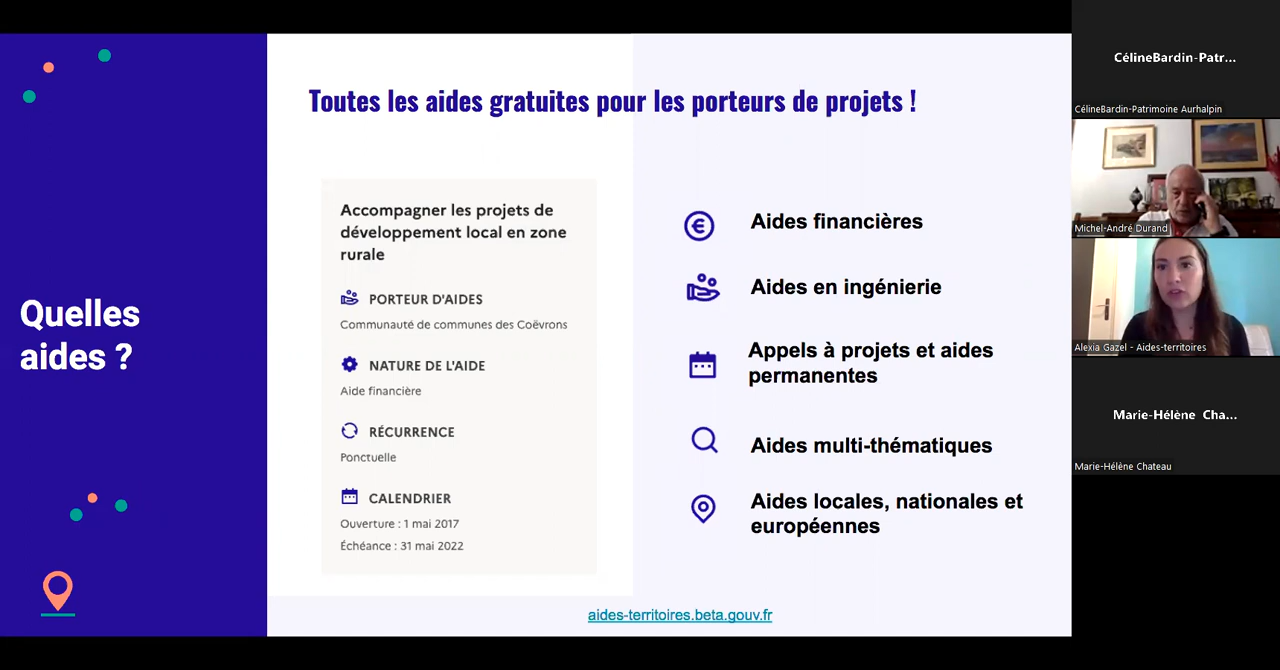 Quelles
aides ?
Toutes les aides gratuites pour les porteurs de projets !
Accompagner les projets de
développement local en zone
rurale
PORTEUR D'AIDES
Communauté de communes des Coëvrons
NATURE DE L'AIDE
Aide financière
RÉCURRENCE
Ponctuelle
CALENDRIER
Ouverture : 1 mai 2017
Échéance : 31 mai 2022
Aides financières
Aides en ingénierie
Appels à projets et aides
permanentes
Aides multi-thématiques
Aides locales, nationales et
européennes
aides-territoires.beta.gouv.fr
CélineBardin-Patr...
CélineBardin-Patrimoine Aurhalpin
Michel-André Durand
Alexia Gazel - Aides-territoires
Marie-Hélène Cha...
Marie-Hélène Chateau